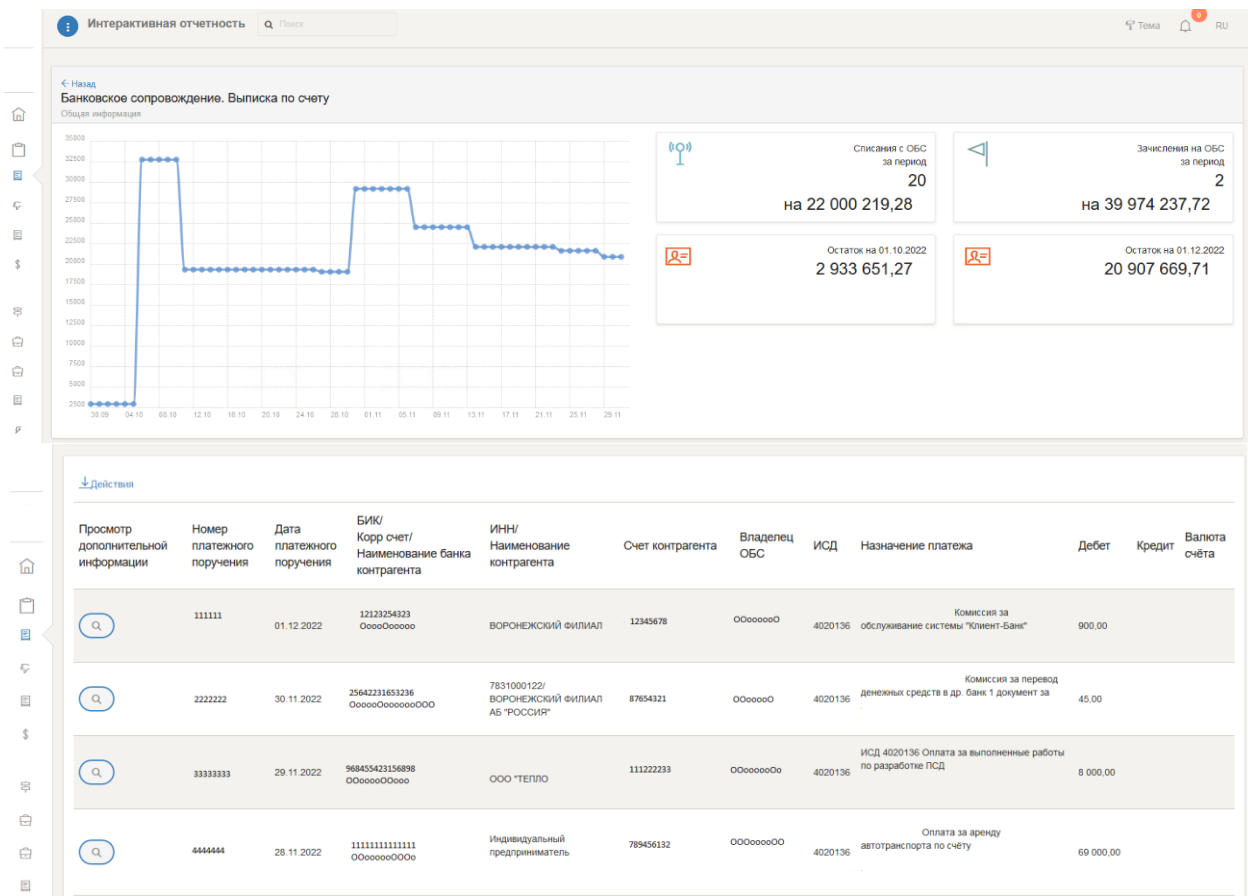 Интерактивная отчетность
Поиск
Тема
0
RU
Назад
Банковское сопровождение. Выписка по счету
Общая информация
35000
32500
30000
27500
25000
22500
20000
17500
15000
12500
10000
7500
5000
2500
30.09 04.10 08.10 12.10 16.10 20.10 24.10 28.10 01.11 05.11 09.11 13.11 17.11 21.11 25.11 29.11
Списания с ОБС
за период
20
на 22 000 219,28
Зачисления на ОБС
за период
2
на 39 974 237,72
Остаток на 01.10.2022
2 933 651,27
Остаток на 01.12.2022
20 907 669,71
Действия
Просмотр
дополнительной
информации
Номер
платежного
поручения
Дата
платежного
поручения
БИК/
Корр счет/
Наименование банка
контрагента
ИНН/
Наименование
контрагента
Счет контрагента
Владелец
ОБС
ИСД
Назначение платежа
Дебет
Кредит
Валюта
счёта
111111
01.12.2022
12123254323
ОоооОооооо
ВОРОНЕЖСКИЙ ФИЛИАЛ
12345678
ООоооооО
4020136
Комиссия за
обслуживание системы "Клиент-Банк"
900,00
2222222
30.11.2022
25642231653236
ОооооОоооооооООО
7831000122/
ВОРОНЕЖСКИЙ ФИЛИАЛ
АБ "РОССИЯ"
87654321
ООооооО
4020136
Комиссия за перевод
денежных средств в др. банк 1 документ за
45,00
33333333
29.11.2022
968455423156898
ООооооООооо
ООО "ТЕПЛО
111222233
ООооооооОо
4020136
ИСД 4020136 Оплата за выполненные работы
по разработке ПСД
8 000,00
4444444
28.11.2022
11111111111111
ООооооооООо
Индивидуальный
предприниматель
789456132
ОООоооооОО
4020136
Оплата за аренду
автотранспорта по счёту
69 000,00